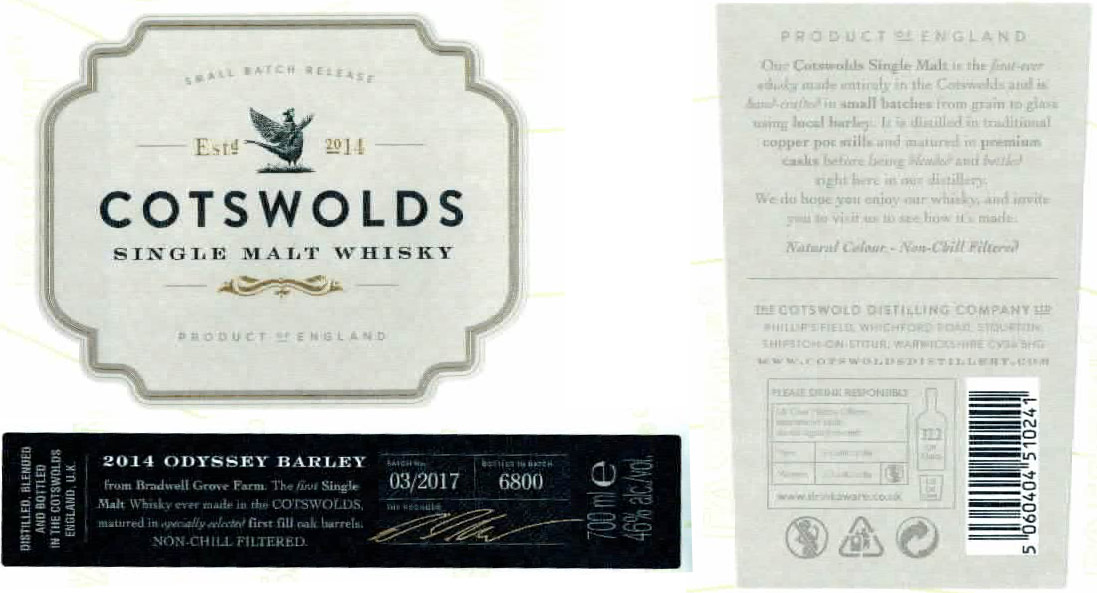 SMALL BATCH RELEASE
Estd 2014
COTSWOLDS
SINGLE MALT WHISKY
PRODUCT OF ENGLAND
DISTILLED, BLENDED
AND BOTTLED
IN THE COTSWOLDS
ENGLAND, U.K.
2014 ODYSSEY BARLEY
from Bradwell Grove Farm. The first Single
Malt Whisky ever made in the COTSWOLDS,
matured in specially selected first fill oak barrels.
NON-CHILL FILTERED.
BATCH No.
03/2017
BOTTLES IN BATCH
6800
THE FOUNDER
700 ml e
46% alc/vol.
PRODUCT OF ENGLAND
Our Cotswolds Single Malt is the first-ever
whisky made entirely in the Cotswolds and is
hand-crafted in small batches from grain to glass
using local barley. It is distilled in traditional
copper pot stills and matured in premium
casks before being blended and bottled
right here in our distillery.
We do hope you enjoy our whisky, and invite
you to visit us to see how it's made.
Natural Colour - Non-Chill Filtered
THE COTSWOLD DISTILLING COMPANY LTD
PHILLIP'S FIELD, WHICHFORD ROAD, STOURTON,
SHIPSTON-ON-STOUR, WARWICKSHIRE CV36 5HG
WWW.COTSWOLDSDISTILLERY.COM
PLEASE DRINK RESPONSIBLY
www.drinkaware.co.uk
5 060404 510241